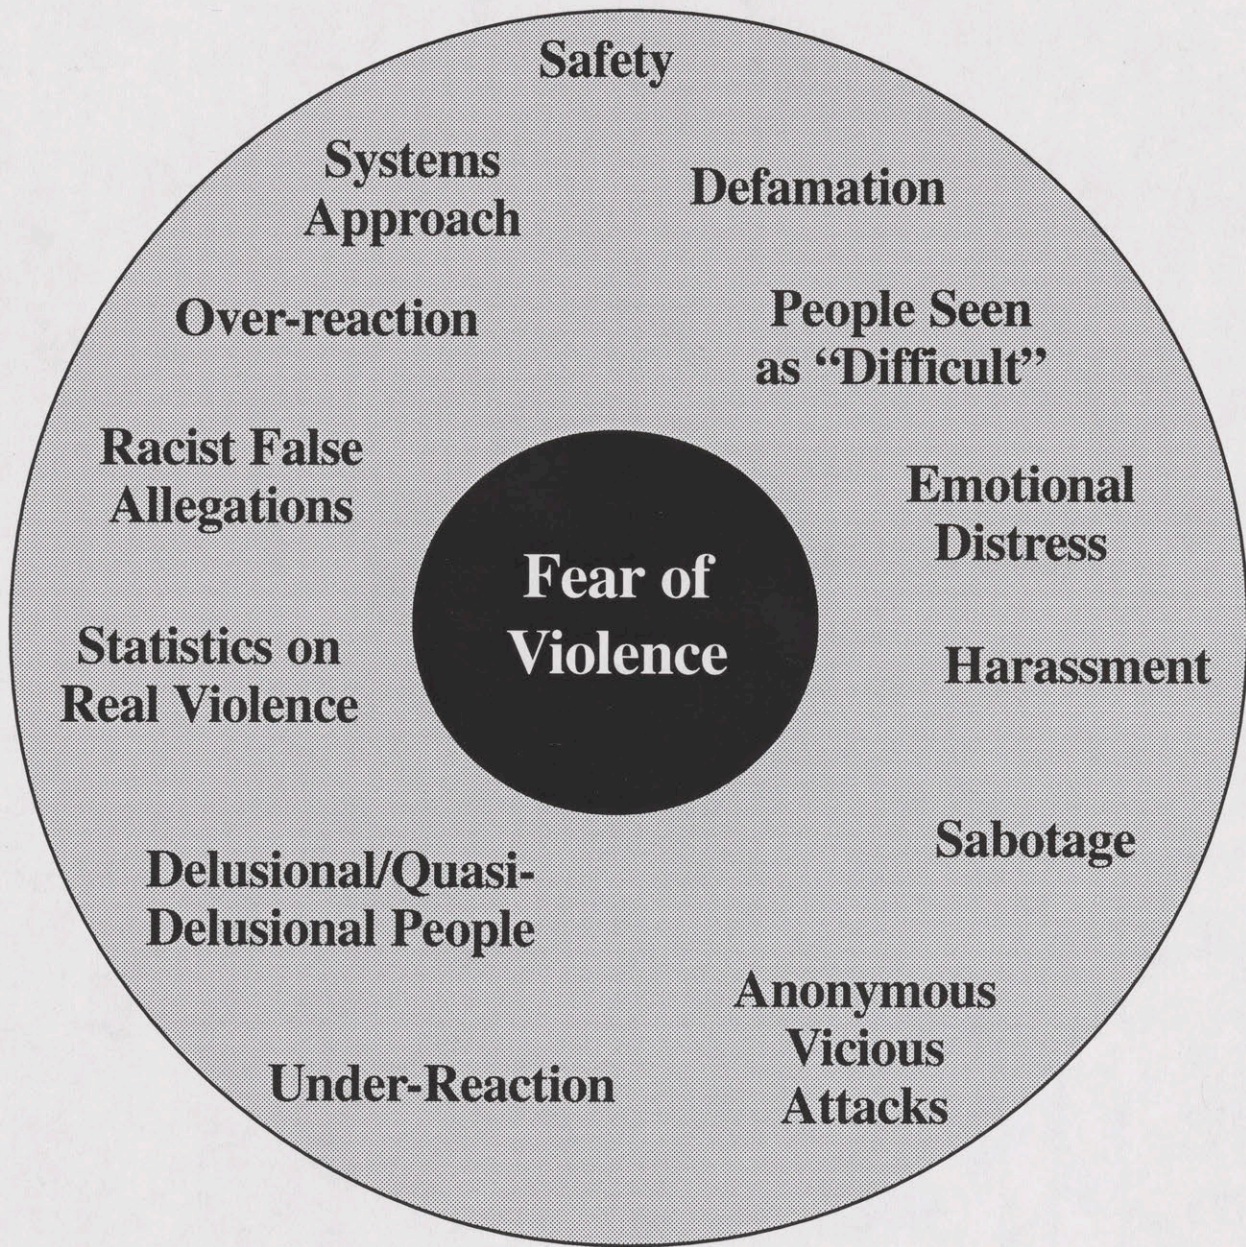 Safety
Systems
Approach
Defamation
Over-reaction
People Seen
as “Difficult”
Racist False
Allegations
Emotional
Distress
Fear of
Violence
Statistics on
Real Violence
Harassment
Sabotage
Delusional/Quasi-
Delusional People
Anonymous
Vicious
Attacks
Under-Reaction